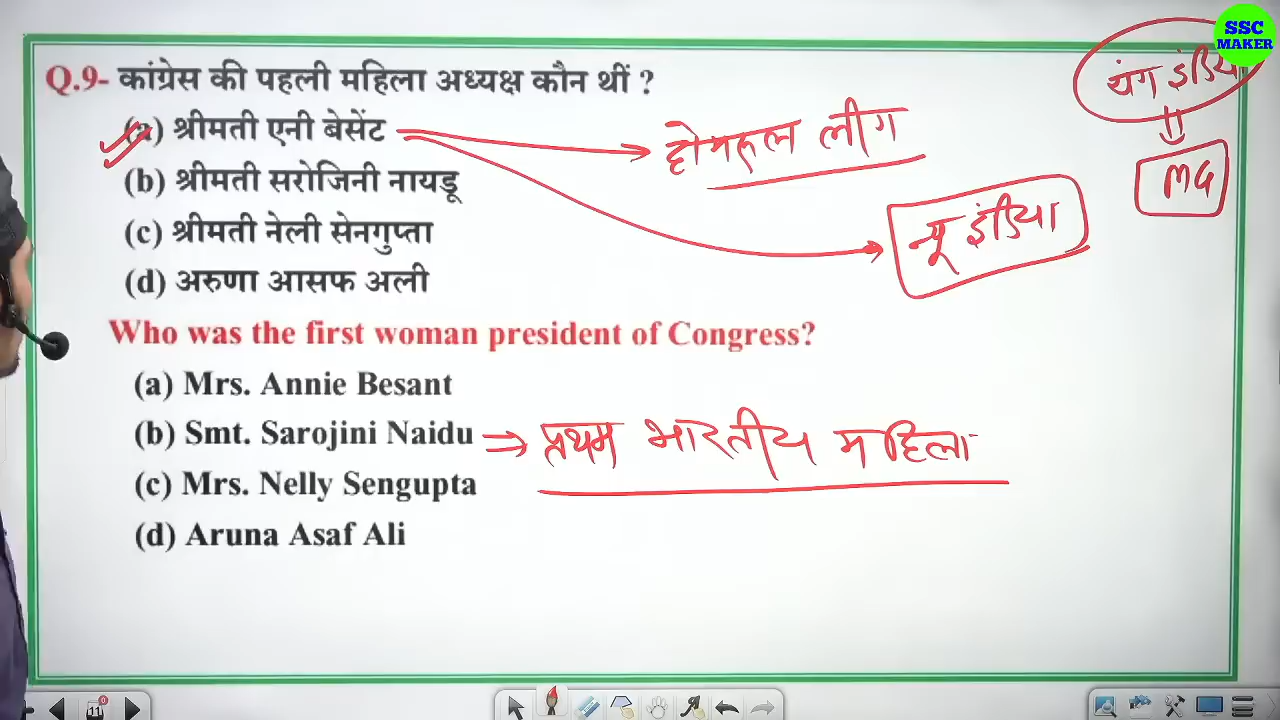 SSC
MAKER
Q.9- कांग्रेस की पहली महिला अध्यक्ष कौन थीं ?
(a) श्रीमती एनी बेसेंट
(b) श्रीमती सरोजिनी नायडू
(c) श्रीमती नेली सेनगुप्ता
(d) अरुणा आसफ अली
होमरुल लीग
न्यू इंडिया
यंग इंडिया
MG
Who was the first woman president of Congress?
(a) Mrs. Annie Besant
(b) Smt. Sarojini Naidu
प्रथम भारतीय महिला
(c) Mrs. Nelly Sengupta
(d) Aruna Asaf Ali
11